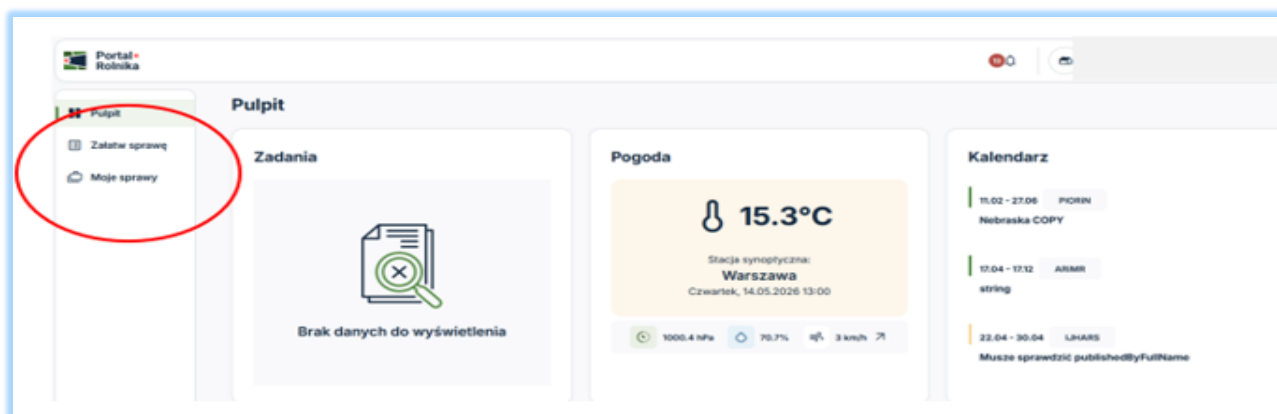 Portal+
Rolnika
Pulpit
Załatw sprawę
Moje sprawy
Pulpit
Zadania
Brak danych do wyświetlenia
Pogoda
15.3°C
Stacja synoptyczna:
Warszawa
Czwartek, 14.05.2026 13:00
1000.4 hPa 70.7% 3 km/h
Kalendarz
11.02 - 27.06 PIORIN
Nebraska COPY
17.04 - 17.12 ARIMR
string
22.04 - 30.04 IJHARS
Musze sprawdzić publishedByFullName